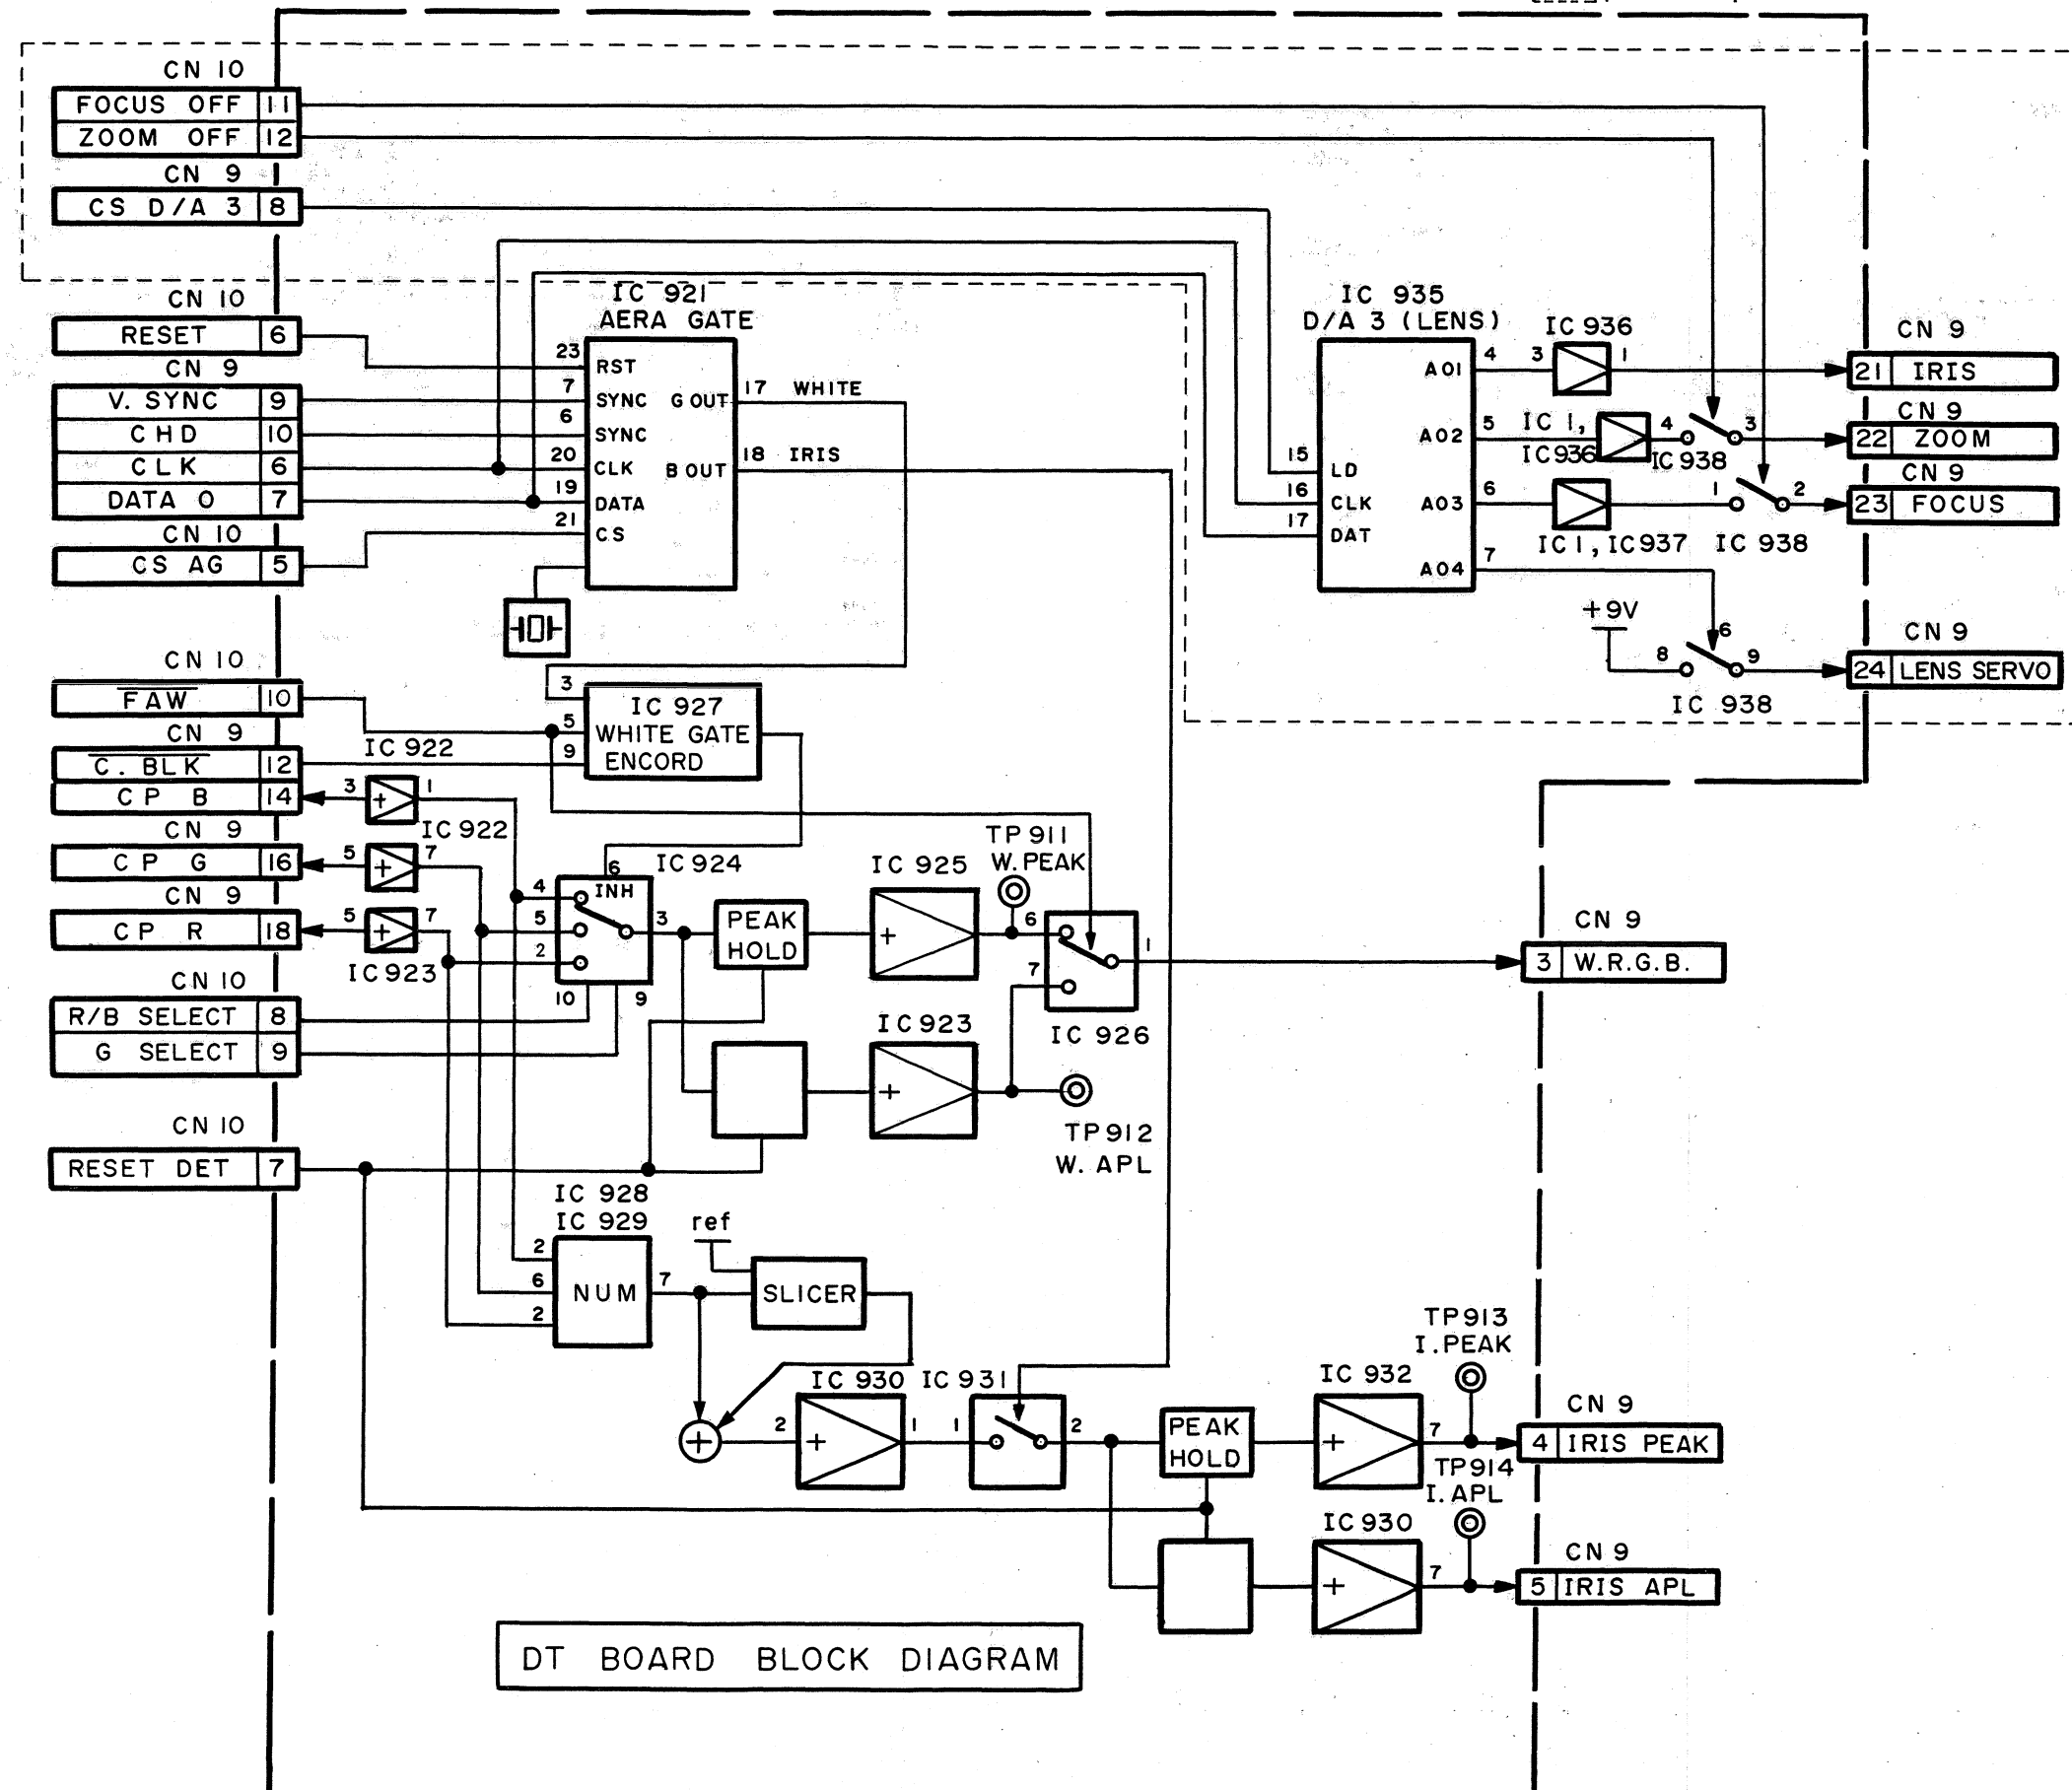 CN 10
FOCUS OFF 11
ZOOM OFF 12
CN 9
CS D/A 3 8
CN 10
RESET 6
CN 9
V. SYNC 9
CHD 10
CLK 6
DATA O 7
CN 10
CS AG 5
CN 10
FAW 10
CN 9
C. BLK 12
CP B 14
CN 9
CP G 16
CN 9
CP R 18
CN 10
R/B SELECT 8
G SELECT 9
CN 10
RESET DET 7
IC 921
AERA GATE
23 RST
7 SYNC G OUT 17 WHITE
6 SYNC
20 CLK B OUT 18 IRIS
19 DATA
21 CS
IC 935
D/A 3 (LENS)
A01 4
A02 5
15 LD
16 CLK A03 6
17 DAT
A04 7
IC 936
3 1
IC 1,
IC 936
4 3
IC 938
1 2
IC 1, IC 937 IC 938
+9V
6
8 9
IC 938
CN 9
21 IRIS
CN 9
22 ZOOM
CN 9
23 FOCUS
CN 9
24 LENS SERVO
3
5
9
IC 927
WHITE GATE
ENCORD
IC 922
3 1
IC 922
5 7
5 7
IC 923
IC 924
6
INH
4
5
2
3
10 9
PEAK
HOLD
IC 925
+
TP 911
W. PEAK
6
7
1
IC 926
IC 923
+
TP 912
W. APL
CN 9
3 W.R.G.B.
IC 928
IC 929
2
6
2
NUM
7
ref
SLICER
+
IC 930
2 + 1
IC 931
1 2
PEAK
HOLD
IC 932
+ 7
TP 913
I. PEAK
CN 9
4 IRIS PEAK
TP 914
I. APL
IC 930
+ 7
CN 9
5 IRIS APL
DT BOARD BLOCK DIAGRAM